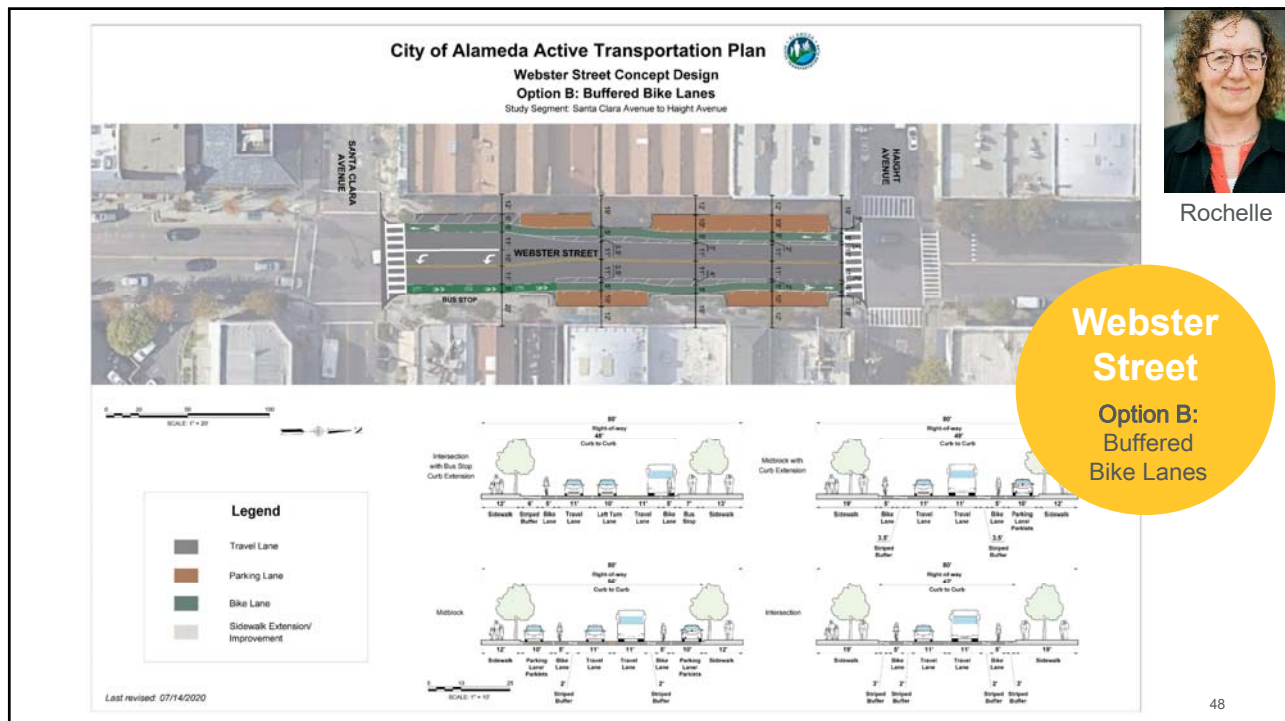 City of Alameda Active Transportation Plan
Webster Street Concept Design
Option B: Buffered Bike Lanes
Study Segment: Santa Clara Avenue to Haight Avenue
Rochelle
SANTA CLARA
AVENUE
HAIGHT
AVENUE
WEBSTER STREET
BUS STOP
Webster
Street
Option B:
Buffered
Bike Lanes
0 20 50 100
SCALE: 1" = 20'
Legend
Travel Lane
Parking Lane
Bike Lane
Sidewalk Extension/
Improvement
Intersection
with Bus Stop
Curb Extension
80'
Right-of-way
48'
Curb to Curb
12' 6' 5' 11' 10' 11' 5' 7' 13'
Sidewalk Striped Buffer Bike Lane Travel Lane Left Turn Lane Travel Lane Bike Lane Bus Stop Sidewalk
Midblock with
Curb Extension
80'
Right-of-way
49'
Curb to Curb
19' 5' 11' 11' 5' 10' 12'
Sidewalk Bike Lane Travel Lane Travel Lane Bike Lane Parking Lane/ Parklets Sidewalk
3.5' 3.5'
Striped Buffer Striped Buffer
Midblock
80'
Right-of-way
56'
Curb to Curb
12' 10' 5' 11' 11' 5' 10' 12'
Sidewalk Parking Lane/ Parklets Bike Lane Travel Lane Travel Lane Bike Lane Parking Lane/ Parklets Sidewalk
2' 2'
Striped Buffer Striped Buffer
Intersection
80'
Right-of-way
42'
Curb to Curb
19' 5' 11' 11' 5' 19'
Sidewalk Bike Lane Travel Lane Travel Lane Bike Lane Sidewalk
3' 2' 2' 3'
Striped Buffer Striped Buffer Striped Buffer Striped Buffer
SCALE: 1" = 10'
Last revised: 07/14/2020
48